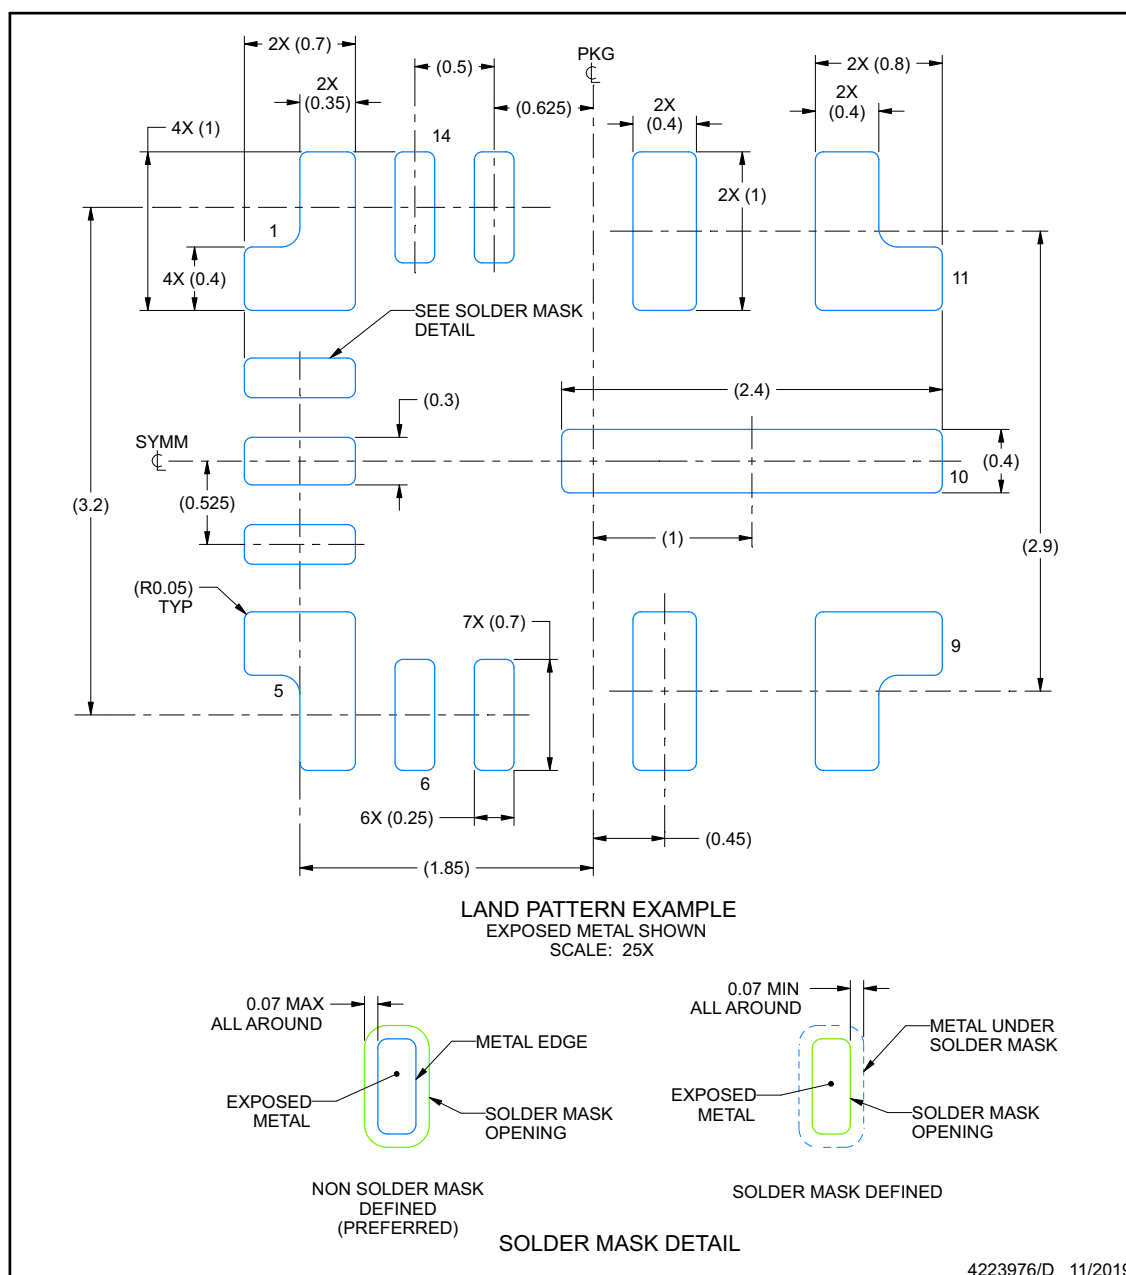 2X (0.7)
(0.5)
PKG
2X (0.8)
2X
(0.35)
(0.625)
2X
(0.4)
2X
(0.4)
4X (1)
14
2X (1)
1
4X (0.4)
11
SEE SOLDER MASK
DETAIL
(2.4)
(0.3)
SYMM
(0.4)
10
(3.2)
(0.525)
(1)
(2.9)
(R0.05)
TYP
7X (0.7)
9
5
6
6X (0.25)
(0.45)
(1.85)
LAND PATTERN EXAMPLE
EXPOSED METAL SHOWN
SCALE: 25X
0.07 MAX
ALL AROUND
METAL EDGE
EXPOSED
METAL
SOLDER MASK
OPENING
NON SOLDER MASK
DEFINED
(PREFERRED)
0.07 MIN
ALL AROUND
METAL UNDER
SOLDER MASK
EXPOSED
METAL
SOLDER MASK
OPENING
SOLDER MASK DEFINED
SOLDER MASK DETAIL
4223976/D 11/2019